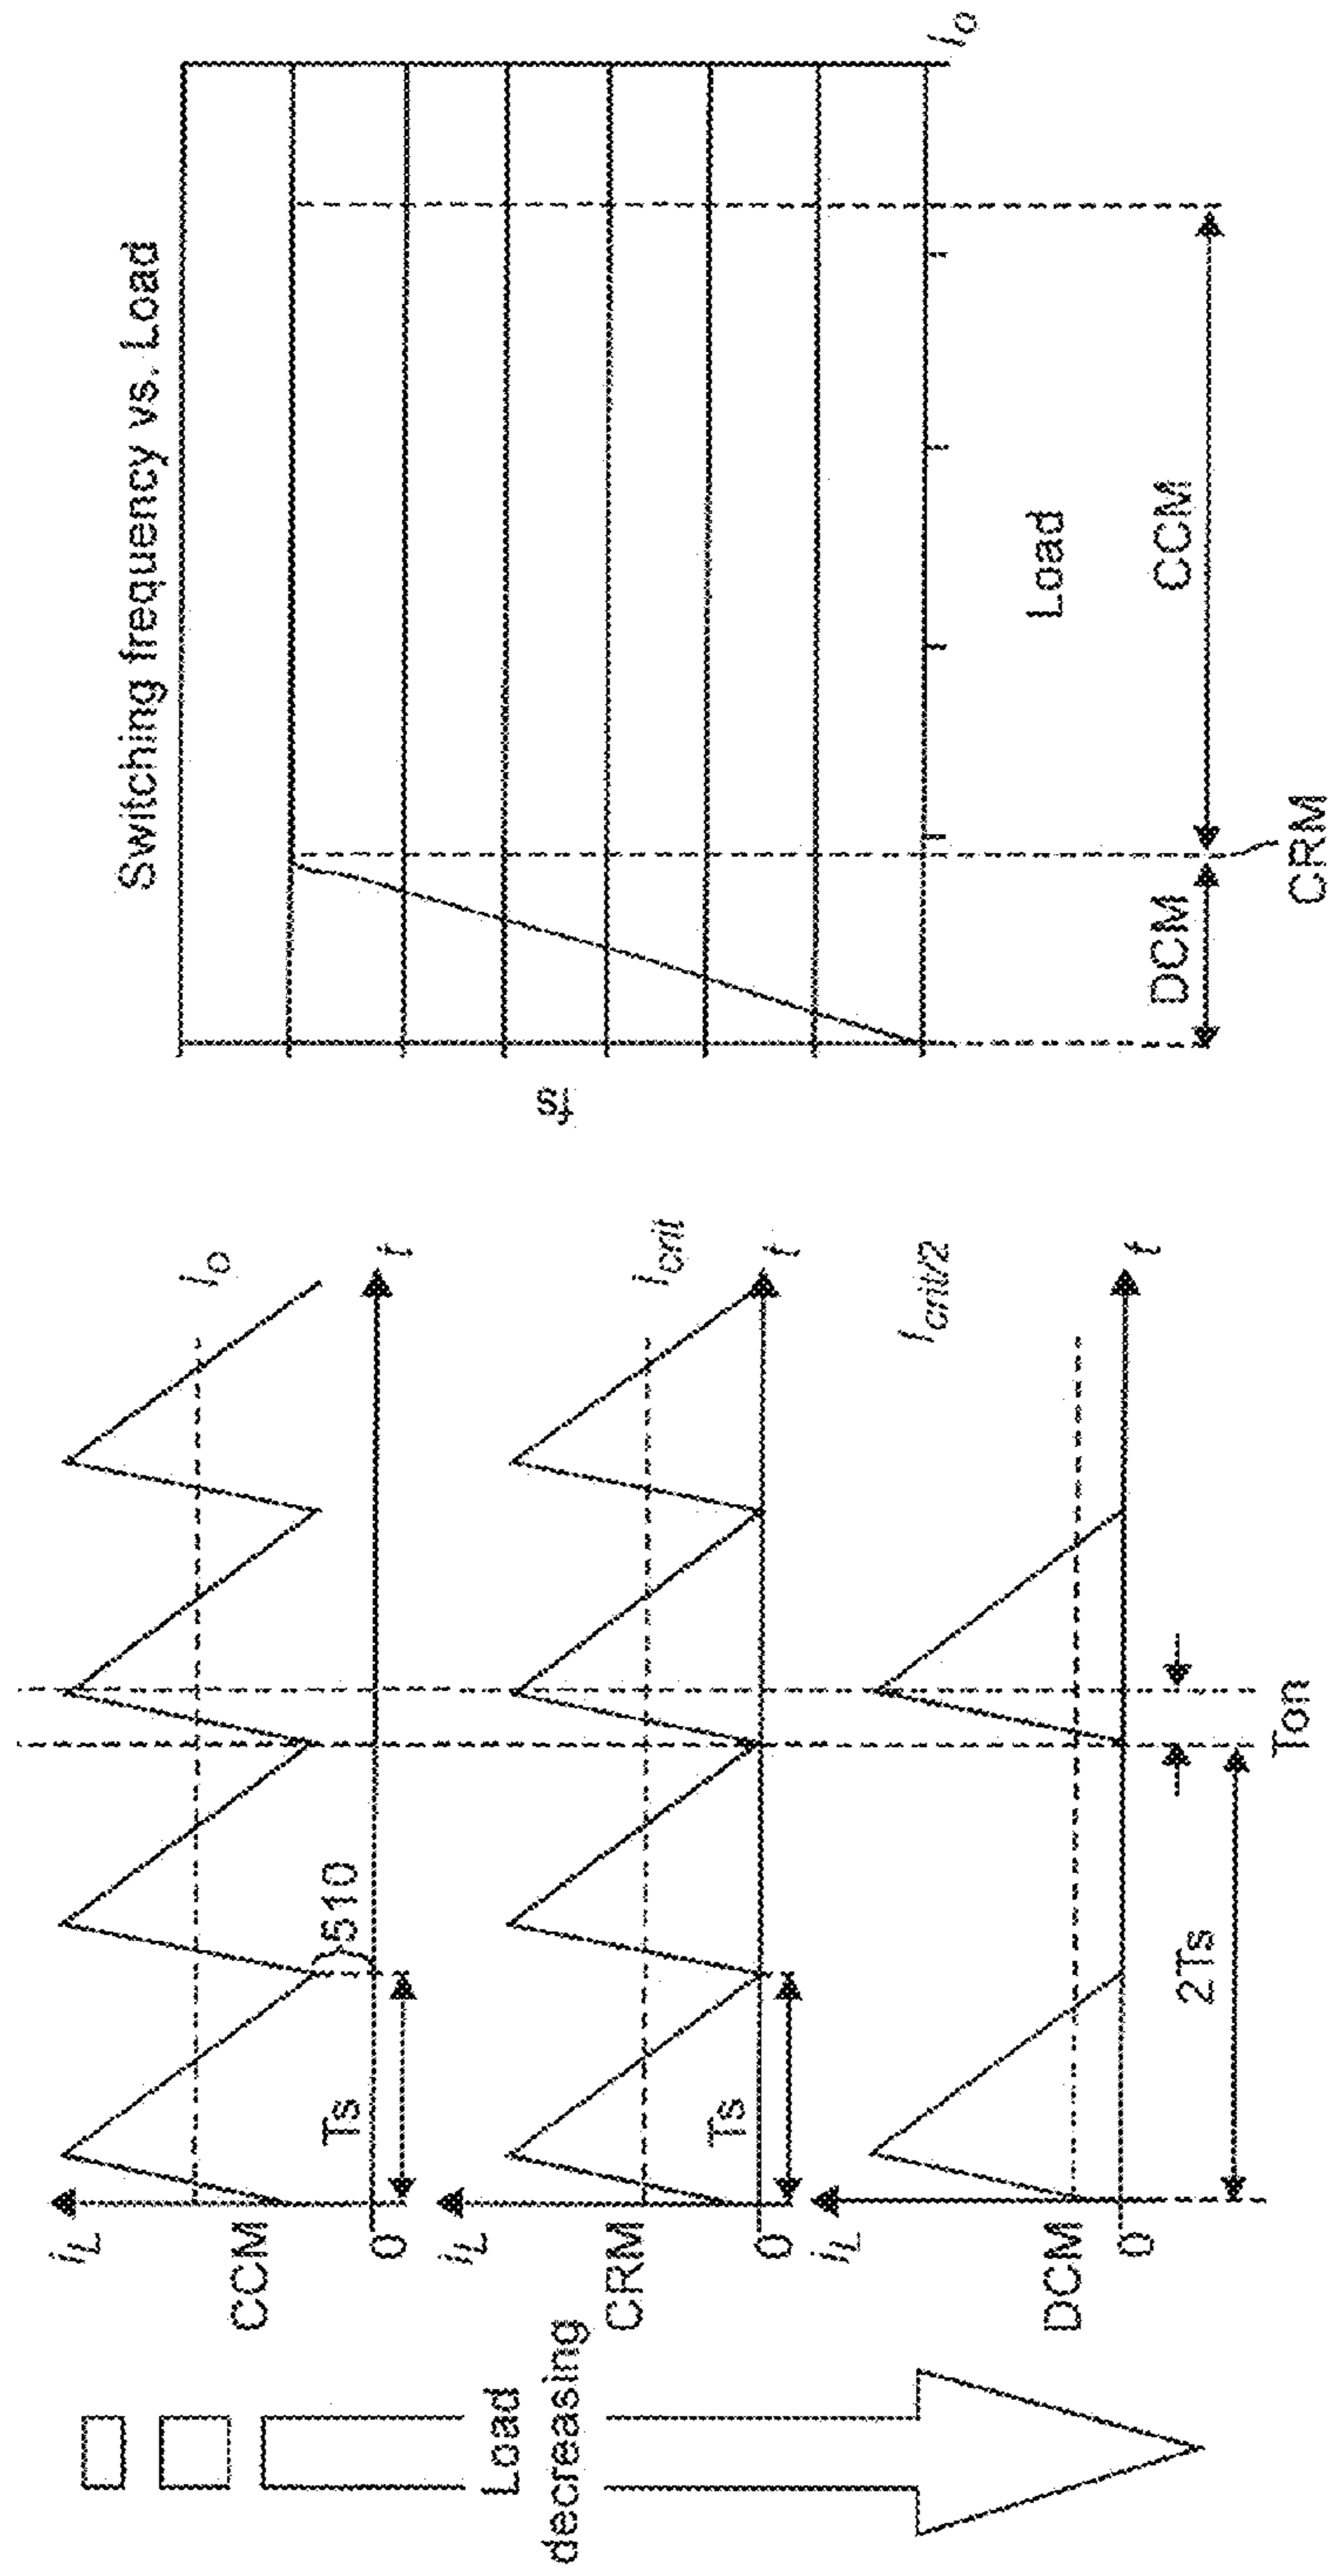 Load
decreasing
iL
CCM
0
Ts
510
Io
t
iL
CRM
0
Ts
Icrit
t
iL
DCM
0
Icrit/2
t
2Ts
Ton
Switching frequency vs. Load
fs
Io
Load
DCM
CCM
CRM